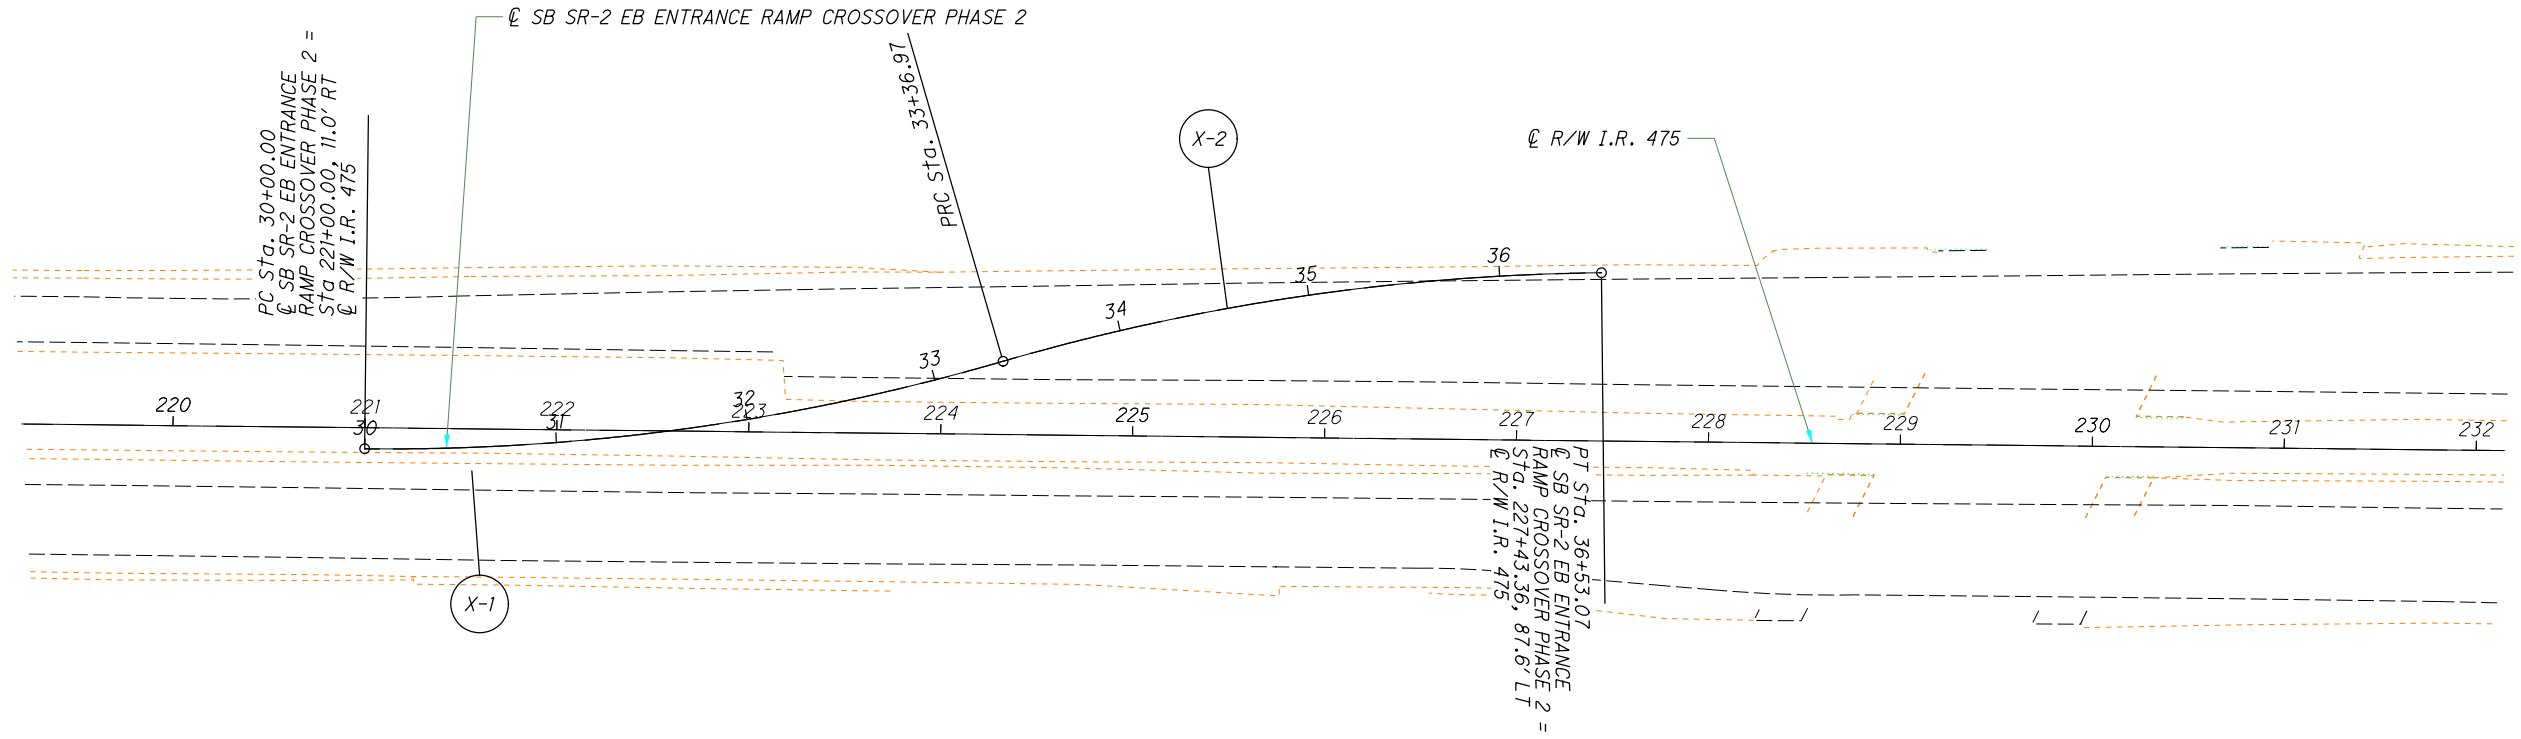 ℄ SB SR-2 EB ENTRANCE RAMP CROSSOVER PHASE 2
PC Sta. 30+00.00
℄ SB SR-2 EB ENTRANCE
RAMP CROSSOVER PHASE 2 =
Sta 221+00.00, 11.0' RT
℄ R/W I.R. 475
PRC Sta. 33+36.97
X-2
℄ R/W I.R. 475
36
35
34
33
32
31
30
220
221
222
223
224
225
226
227
228
229
230
231
232
PT Sta. 36+53.07
℄ SB SR-2 EB ENTRANCE
RAMP CROSSOVER PHASE 2 =
Sta. 227+43.36, 87.6' LT
℄ R/W I.R. 475
X-1